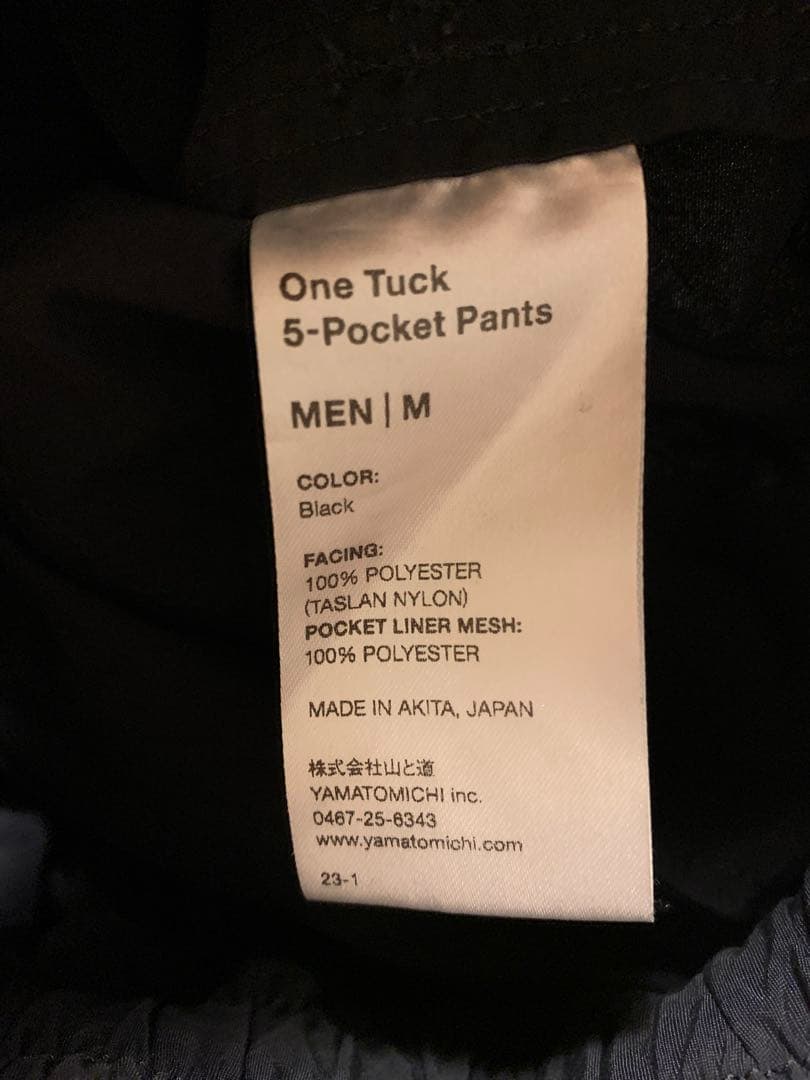 One Tuck
5-Pocket Pants
MEN | M
COLOR:
Black
FACING:
100% POLYESTER
(TASLAN NYLON)
POCKET LINER MESH:
100% POLYESTER
MADE IN AKITA, JAPAN
株式会社山と道
YAMATOMICHI inc.
0467-25-6343
www.yamatomichi.com
23-1